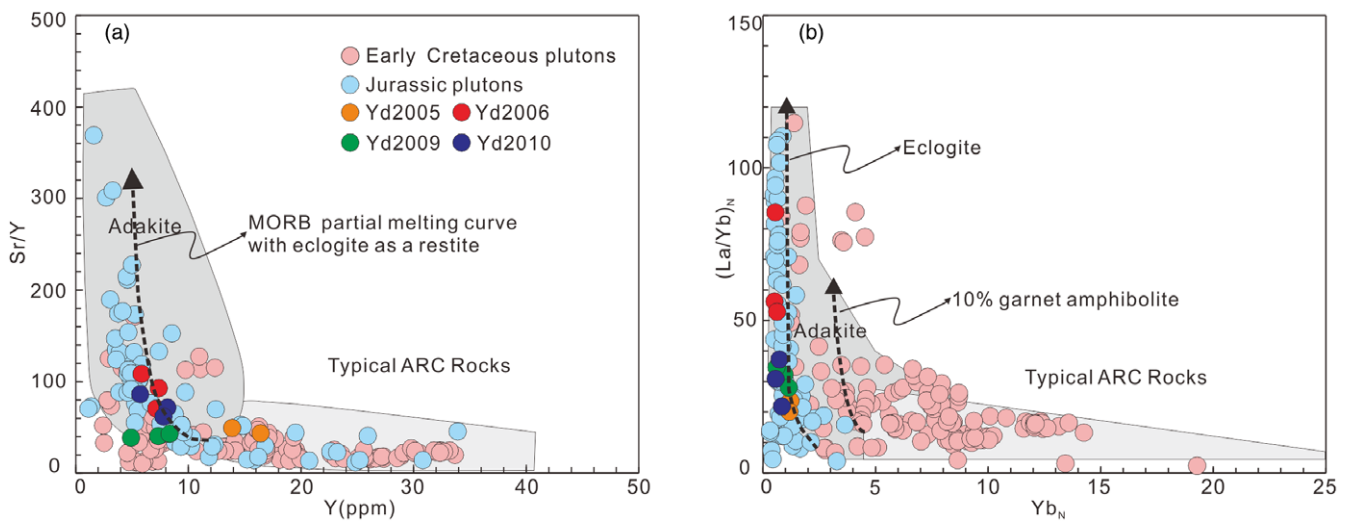 (a)
500
400
300
200
100
0
Sr/Y
Early Cretaceous plutons
Jurassic plutons
Yd2005 Yd2006
Yd2009 Yd2010
Adakite
MORB partial melting curve
with eclogite as a restite
Typical ARC Rocks
0 10 20 30 40 50
Y(ppm)
(b)
150
100
50
0
(La/Yb)N
Eclogite
10% garnet amphibolite
Adakite
Typical ARC Rocks
0 5 10 15 20 25
YbN